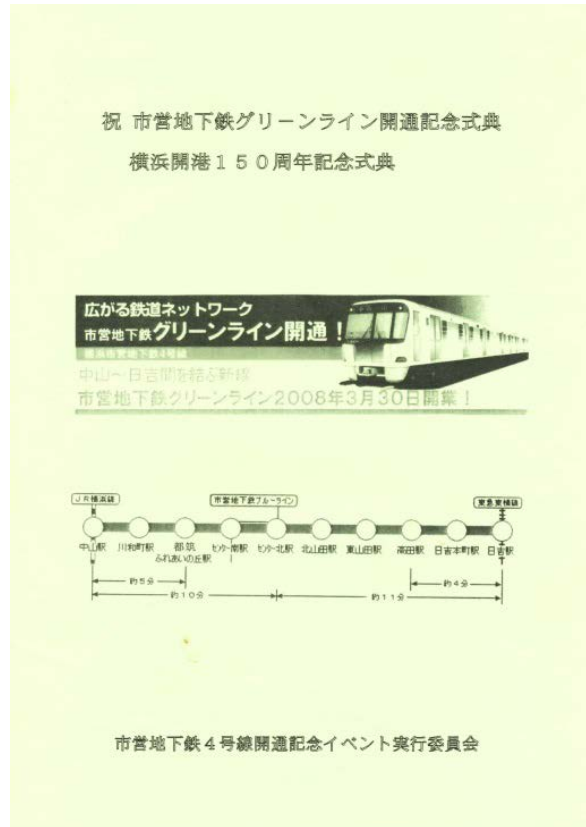 祝 市営地下鉄グリーンライン開通記念式典
横浜開港150周年記念式典
広がる鉄道ネットワーク
市営地下鉄グリーンライン開通!
横浜市営地下鉄4号線
中山〜日吉間を結ぶ新線
市営地下鉄グリーンライン2008年3月30日開業!
JR横浜線 市営地下鉄ブルーライン 東急東横線
中山駅 川和町駅 都筑ふれあいの丘駅 センター南駅 センター北駅 北山田駅 東山田駅 高田駅 日吉本町駅 日吉駅
約5分 約4分
約10分 約11分
市営地下鉄4号線開通記念イベント実行委員会